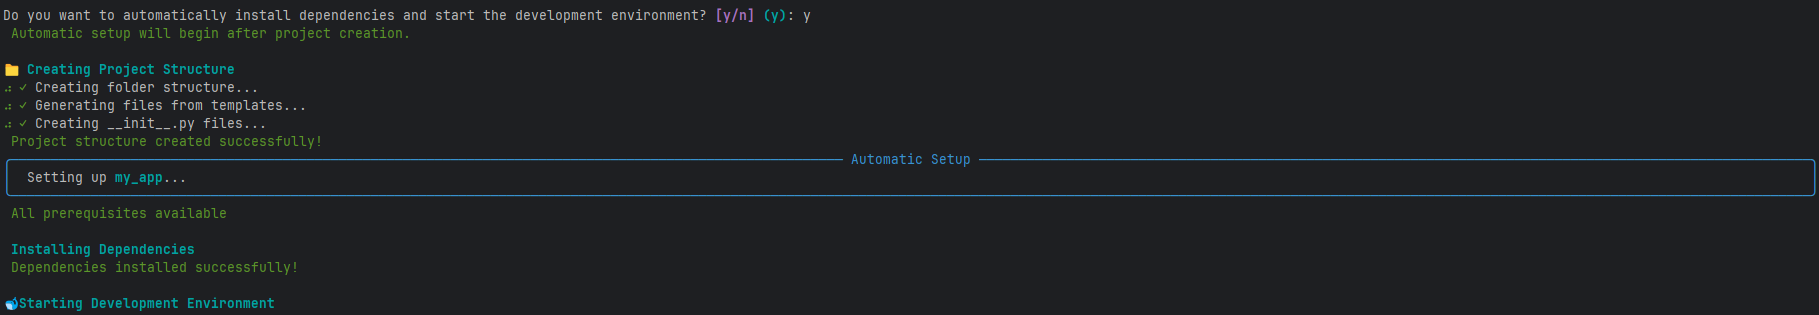 Do you want to automatically install dependencies and start the development environment? [y/n] (y): y
Automatic setup will begin after project creation.
📁 Creating Project Structure
✓ Creating folder structure...
✓ Generating files from templates...
✓ Creating __init__.py files...
Project structure created successfully!
Automatic Setup
Setting up my_app...
All prerequisites available
Installing Dependencies
Dependencies installed successfully!
🐳Starting Development Environment